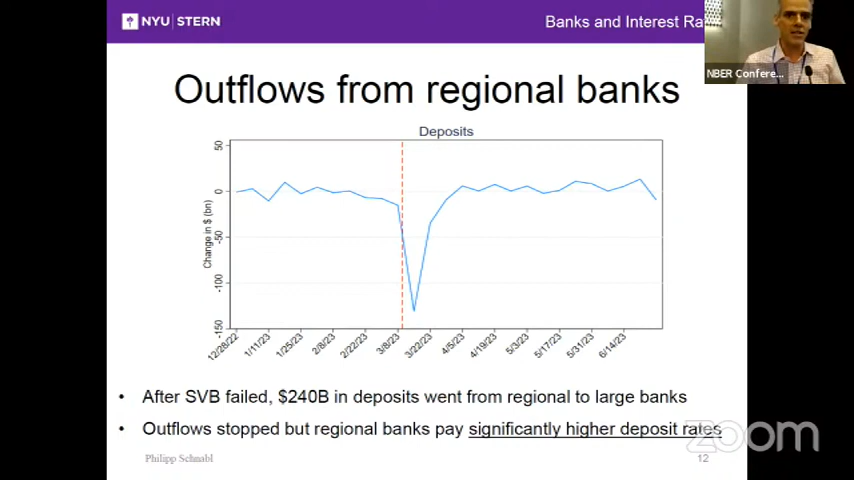 NYU STERN
Banks and Interest Ra
NBER Confere...
Outflows from regional banks
Deposits
Change in $ (bn)
50
0
-50
-100
-150
12/28/22
1/11/23
1/25/23
2/8/23
2/22/23
3/8/23
3/22/23
4/5/23
4/19/23
5/3/23
5/17/23
5/31/23
6/14/23
• After SVB failed, $240B in deposits went from regional to large banks
• Outflows stopped but regional banks pay significantly higher deposit rates
zoom
Philipp Schnabl
12